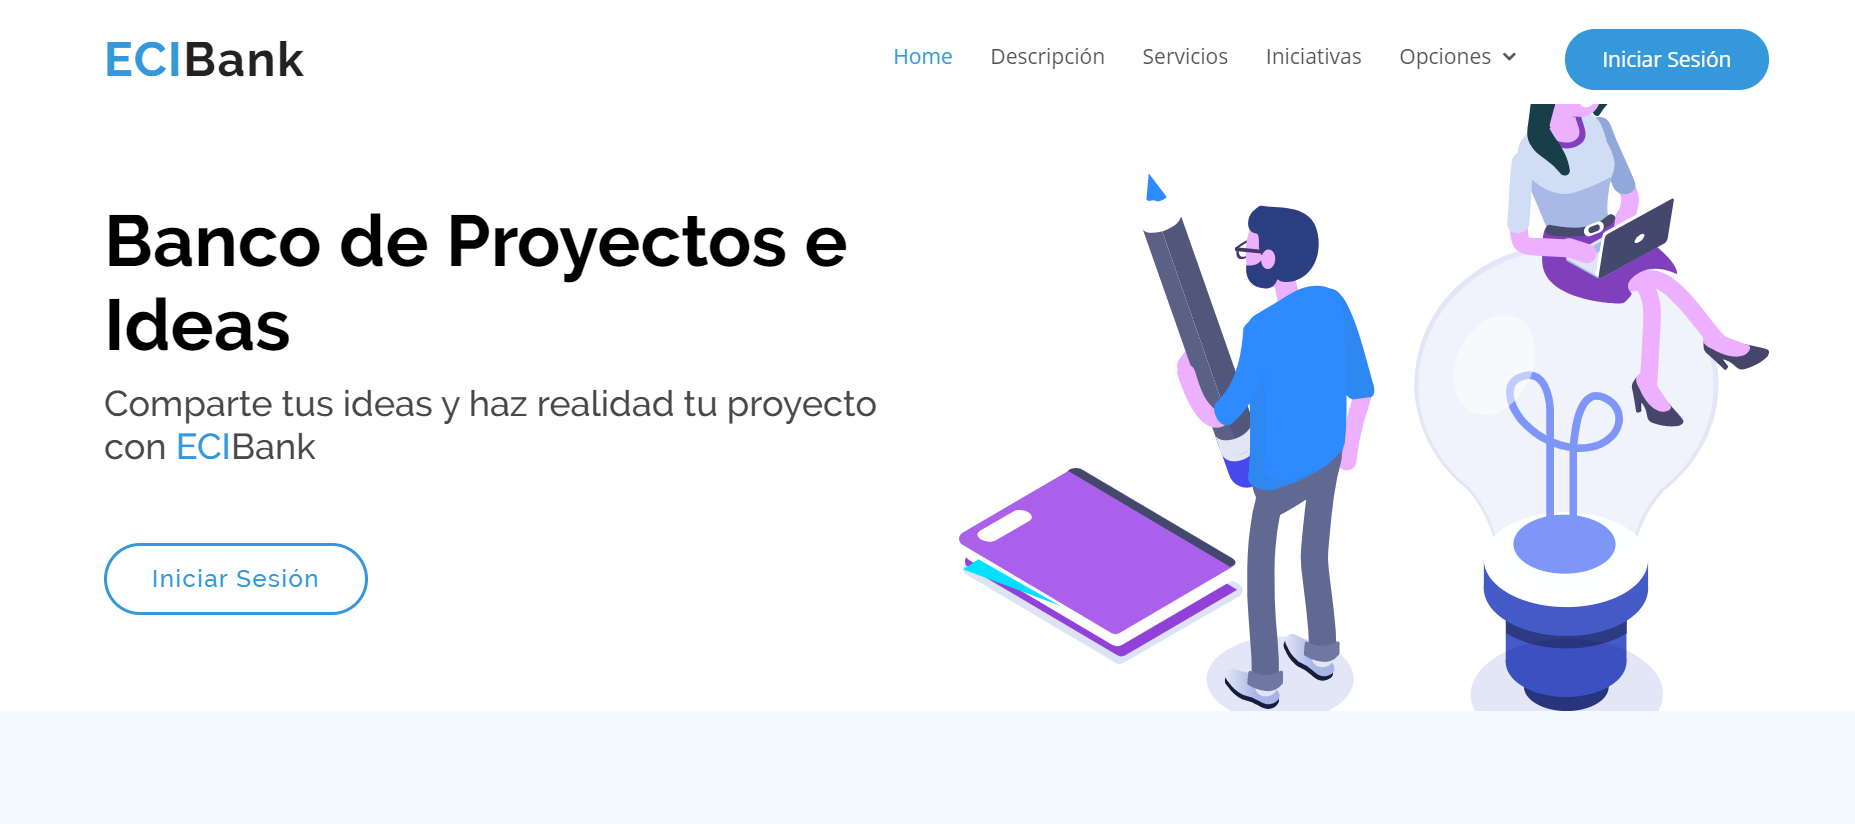 ECIBank
Home Descripción Servicios Iniciativas Opciones Iniciar Sesión
Banco de Proyectos e
Ideas
Comparte tus ideas y haz realidad tu proyecto
con ECIBank
Iniciar Sesión